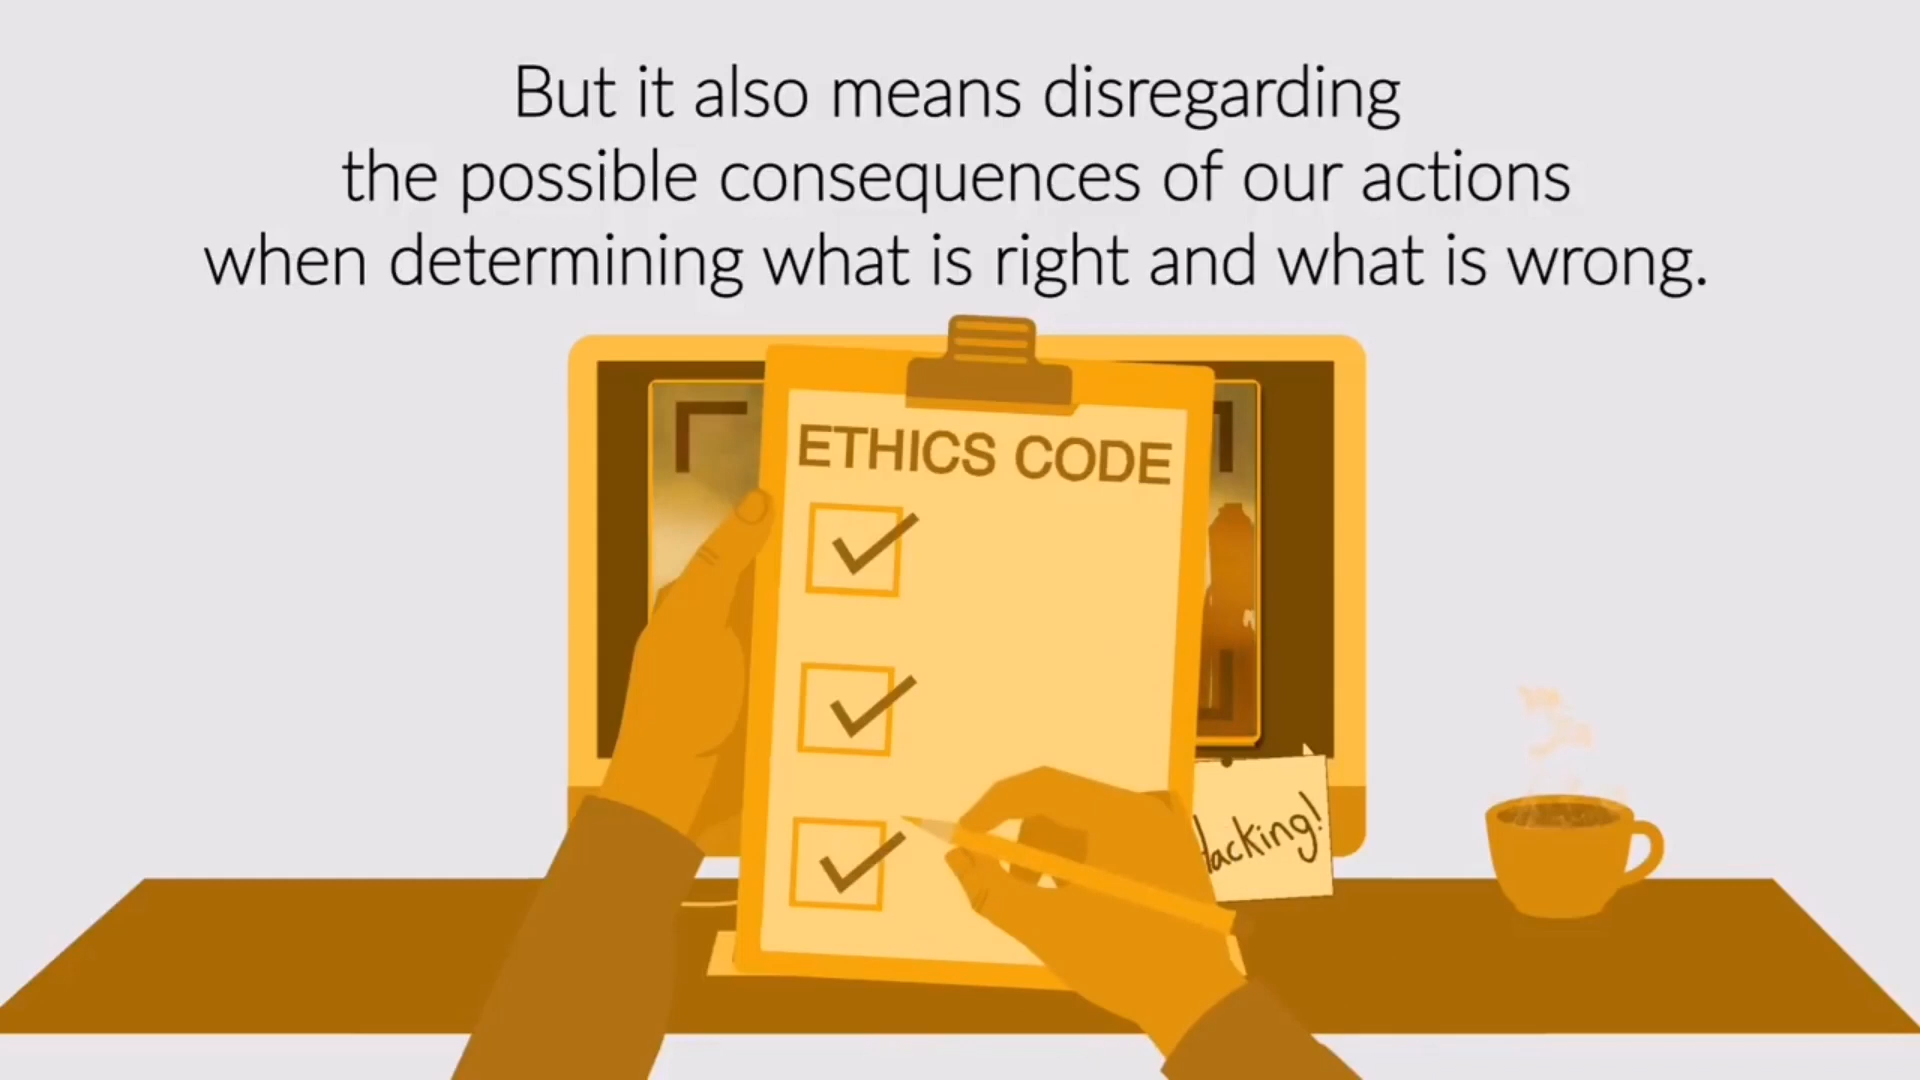 But it also means disregarding
the possible consequences of our actions
when determining what is right and what is wrong.
ETHICS CODE